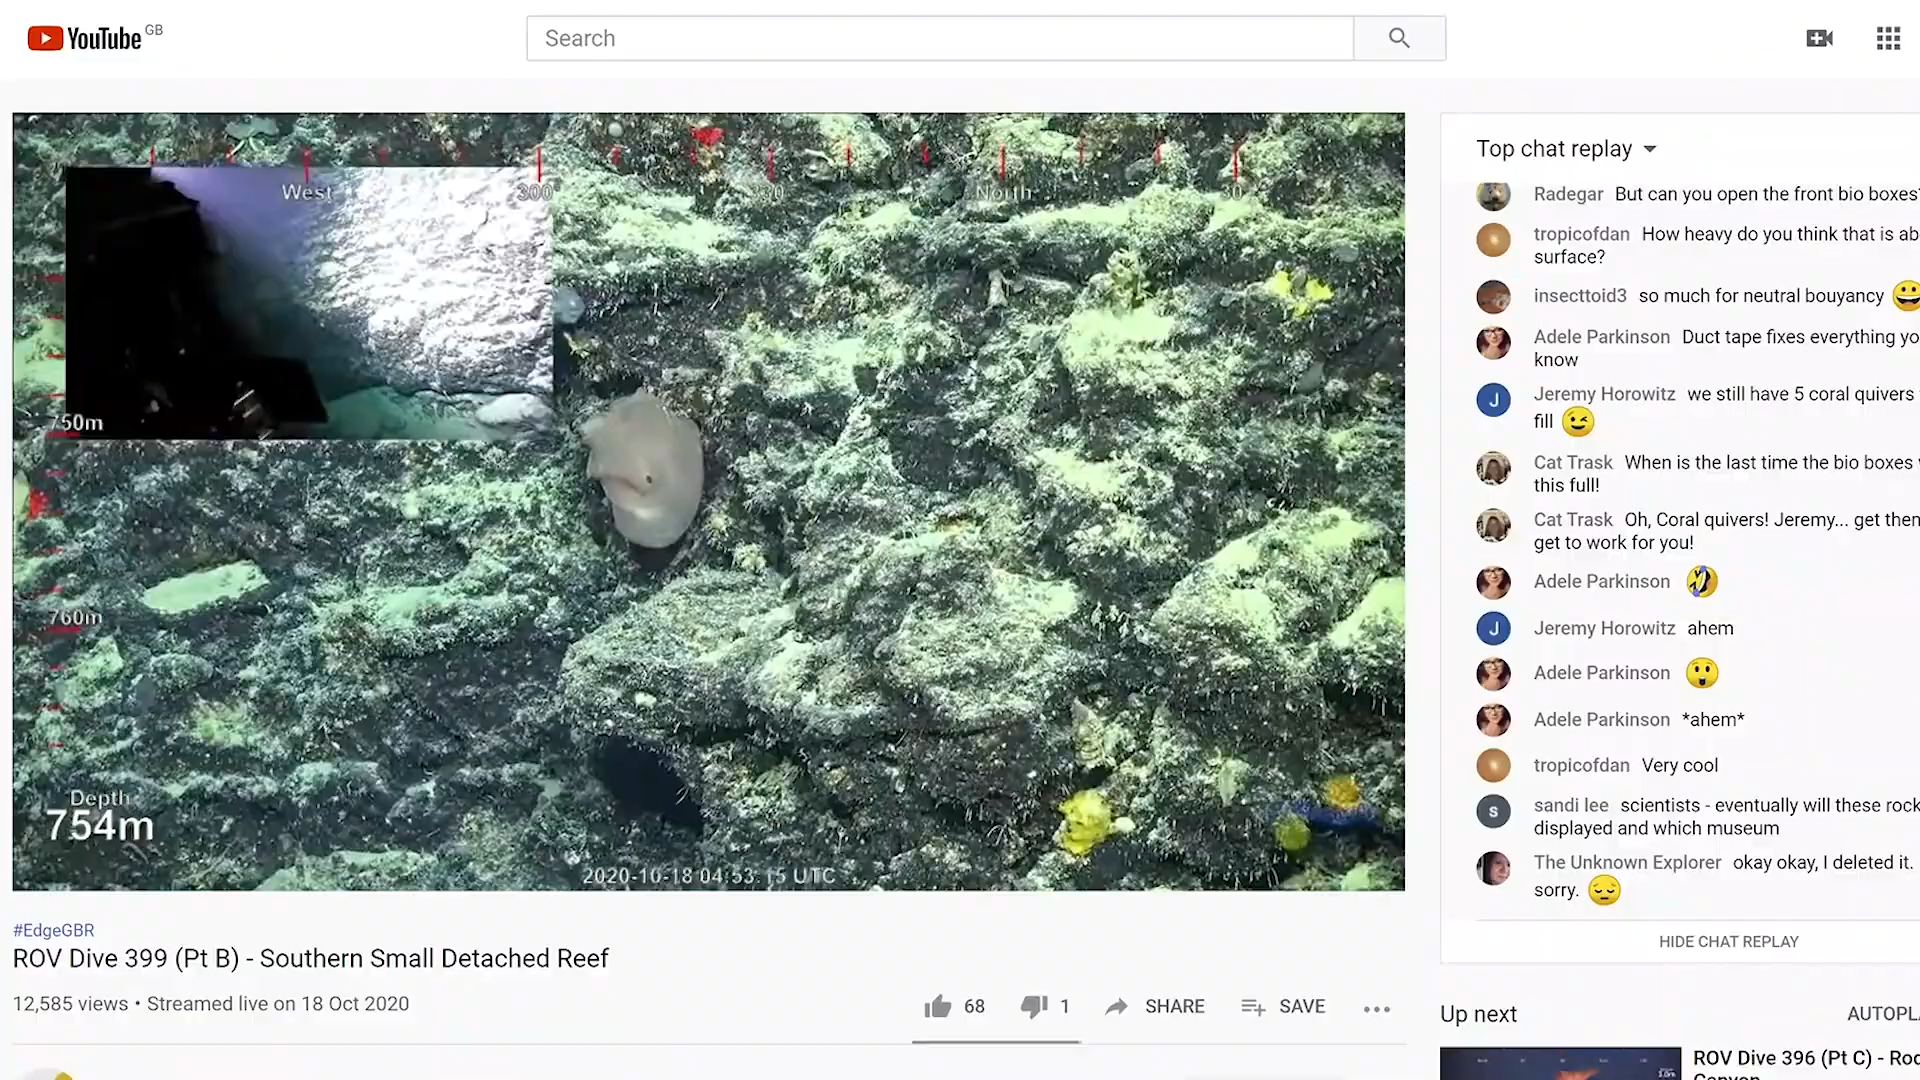 YouTube GB
Search
West
300
330
North
0
750m
760m
Depth
754m
2020-10-18 04:53:15 UTC
#EdgeGBR
ROV Dive 399 (Pt B) - Southern Small Detached Reef
12,585 views • Streamed live on 18 Oct 2020
68
1
SHARE
SAVE
Top chat replay
Radegar But can you open the front bio boxes
tropicofdan How heavy do you think that is
surface?
insecttoid3 so much for neutral bouyancy 😀
Adele Parkinson Duct tape fixes everything
know
Jeremy Horowitz we still have 5 coral quivers
fill 😉
Cat Trask When is the last time the bio boxes
this full!
Cat Trask Oh, Coral quivers! Jeremy... get
get to work for you!
Adele Parkinson 🤣
J
Jeremy Horowitz ahem
Adele Parkinson 😲
Adele Parkinson *ahem*
tropicofdan Very cool
s
sandi lee scientists - eventually will these
displayed and which museum
The Unknown Explorer okay okay, I deleted it.
sorry. 😔
HIDE CHAT REPLAY
Up next
ROV Dive 396 (Pt C) -